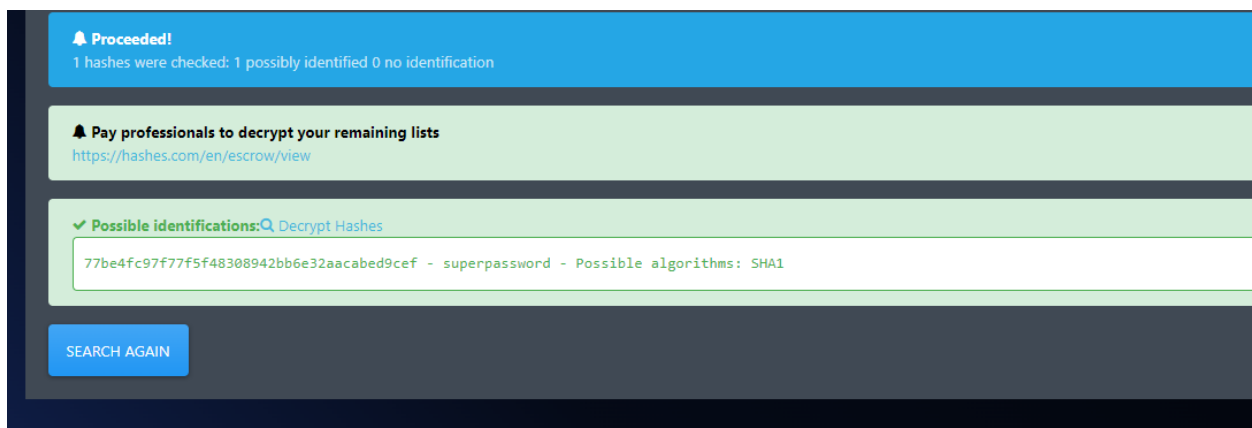 Proceeded!
1 hashes were checked: 1 possibly identified 0 no identification
Pay professionals to decrypt your remaining lists
https://hashes.com/en/escrow/view
Possible identifications: Decrypt Hashes
77be4fc97f77f5f48308942bb6e32aacabed9cef - superpassword - Possible algorithms: SHA1
SEARCH AGAIN